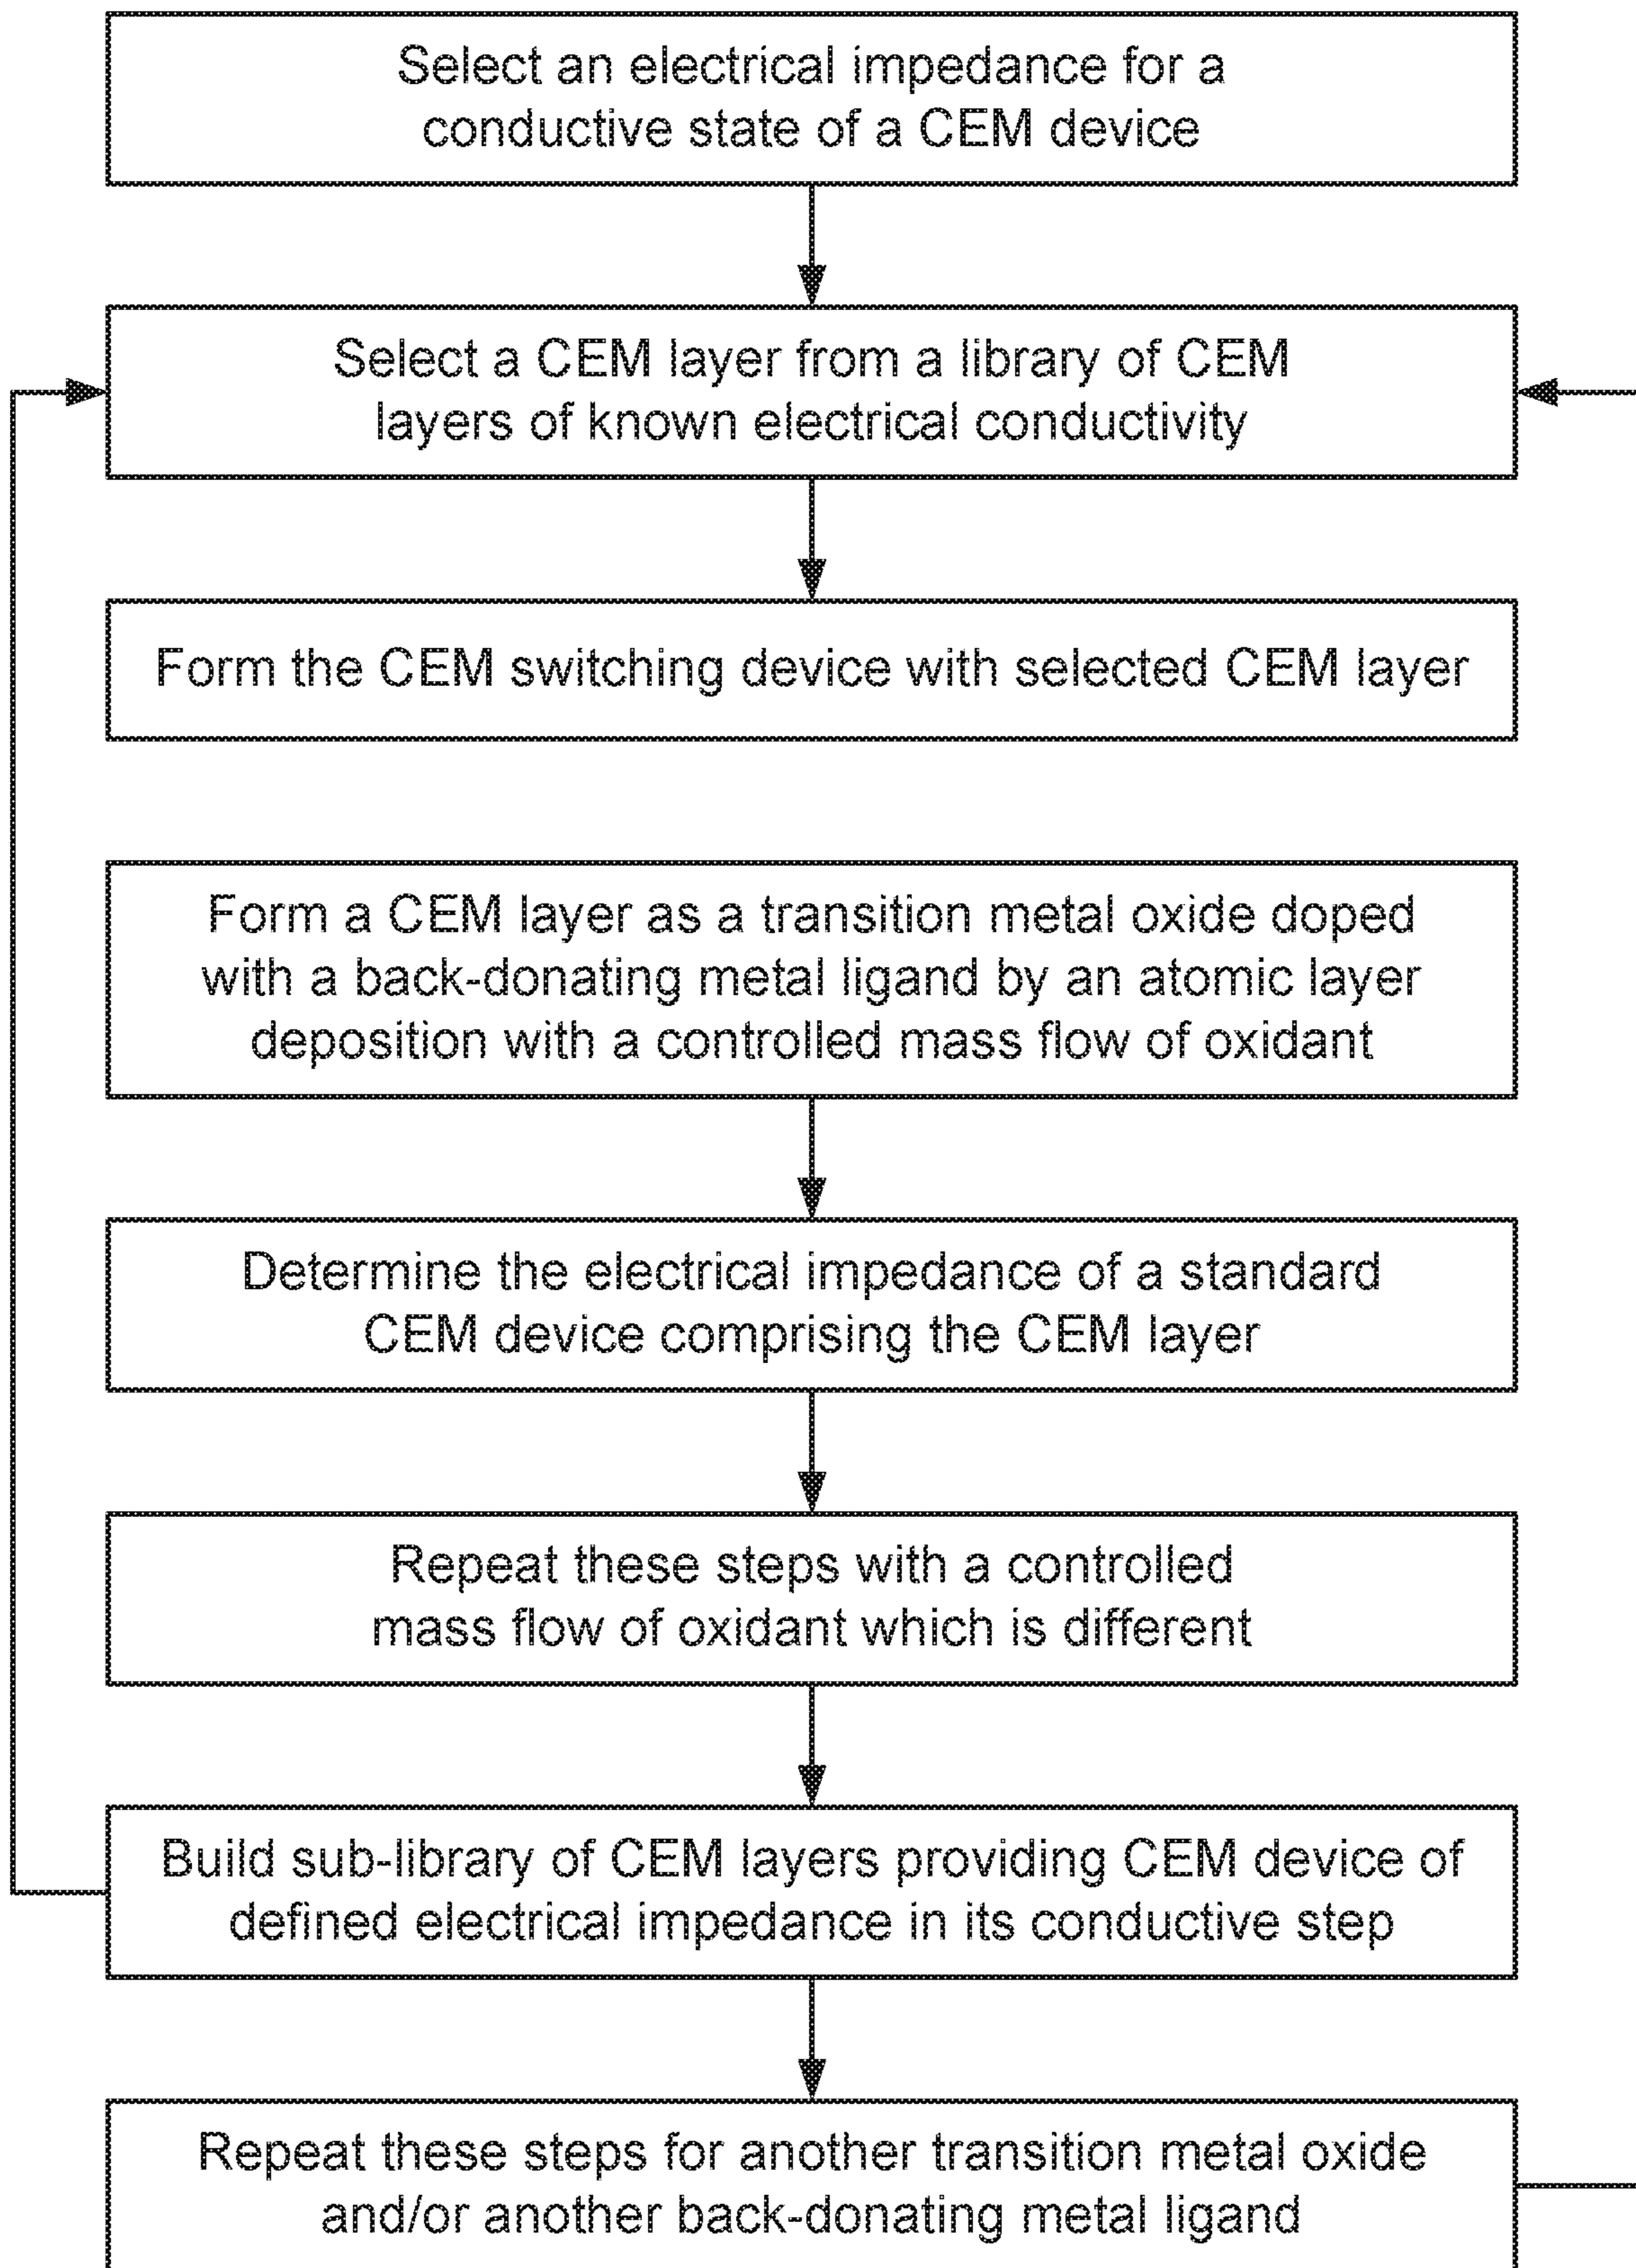 Select an electrical impedance for a
conductive state of a CEM device
Select a CEM layer from a library of CEM
layers of known electrical conductivity
Form the CEM switching device with selected CEM layer
Form a CEM layer as a transition metal oxide doped
with a back-donating metal ligand by an atomic layer
deposition with a controlled mass flow of oxidant
Determine the electrical impedance of a standard
CEM device comprising the CEM layer
Repeat these steps with a controlled
mass flow of oxidant which is different
Build sub-library of CEM layers providing CEM device of
defined electrical impedance in its conductive step
Repeat these steps for another transition metal oxide
and/or another back-donating metal ligand